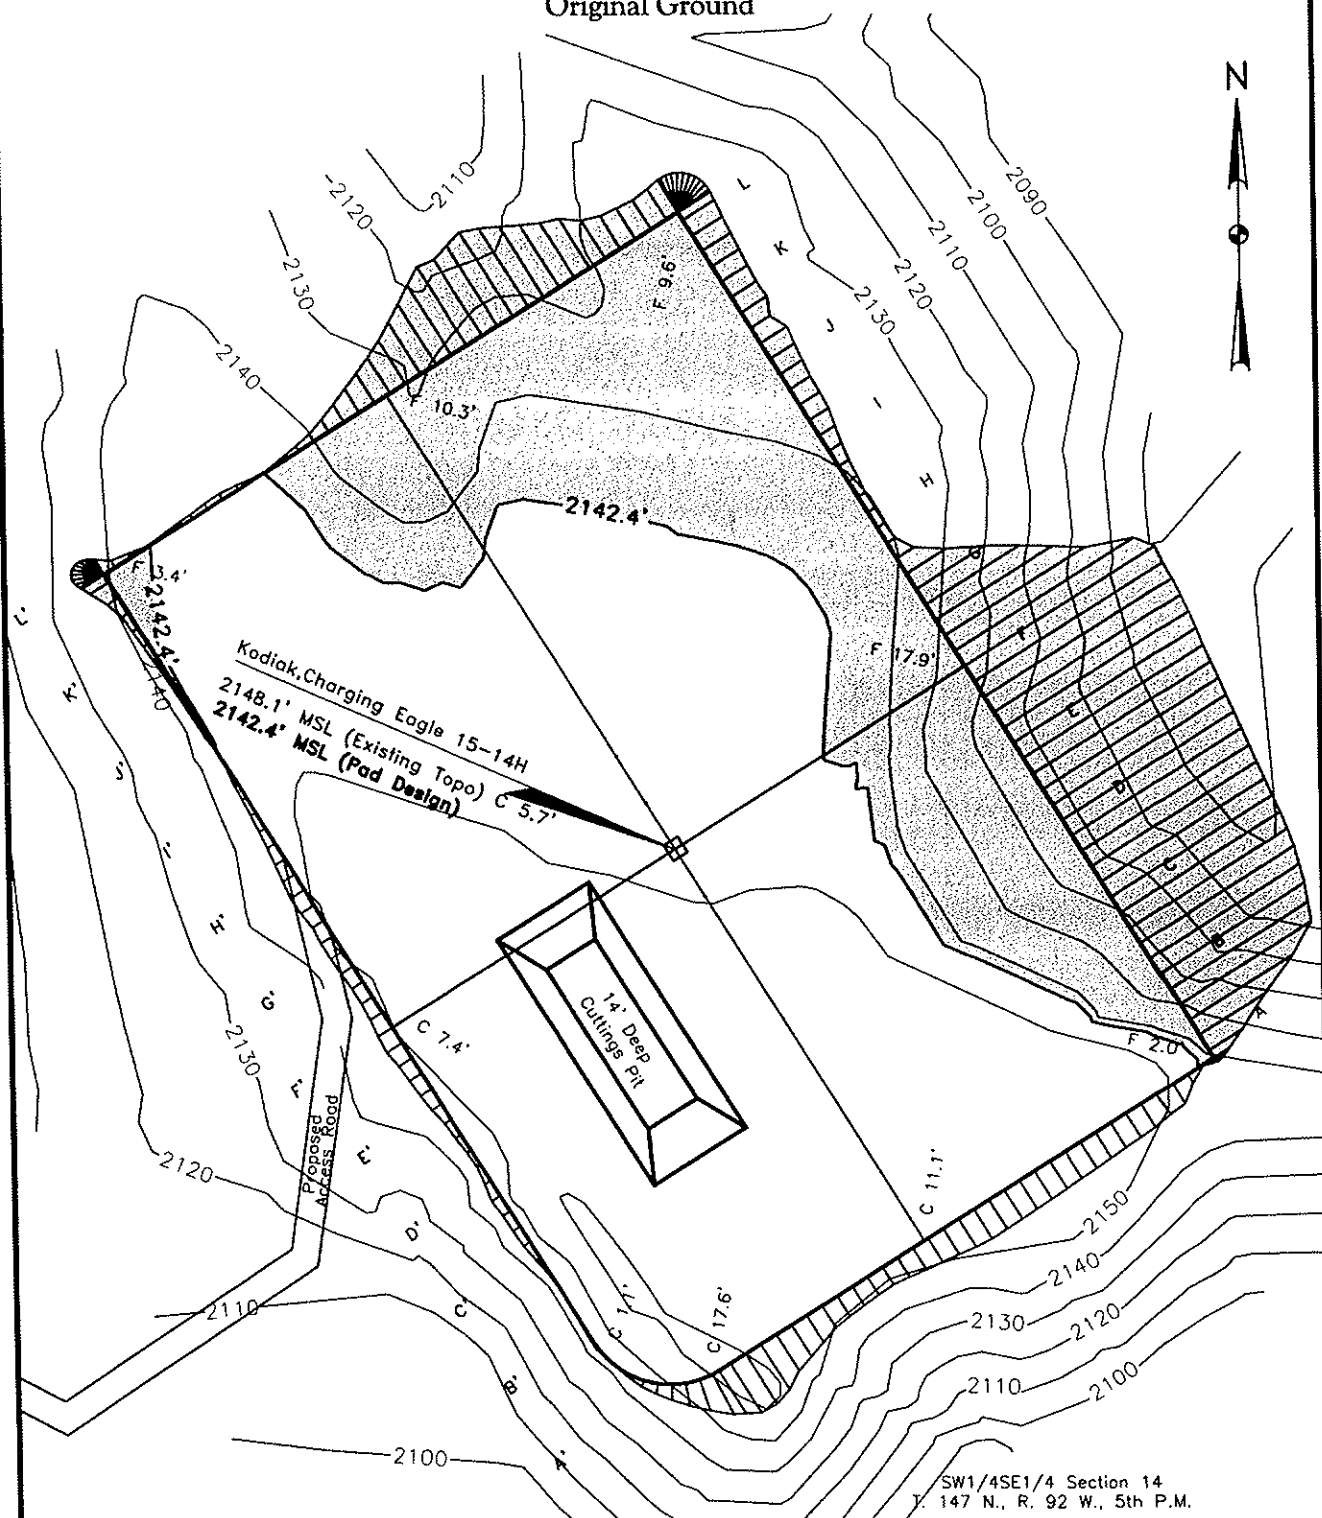 Original Ground
N
2110
2120
2130
2140
2090
2100
2110
2120
2130
L
K
J
I
H
G
F
E
D
C
B
A
F 9.6'
F 10.3'
2142.4'
F 3.4'
2142.4'
2140
F 17.9'
Kodiak, Charging Eagle 15-14H
2148.1' MSL (Existing Topo) C 5.7'
2142.4' MSL (Pad Design)
L'
K'
H'
G'
F'
E'
D'
C'
B'
A'
14' Deep
Cuttings Pit
C 7.4'
F 2.0'
C 11.1'
C 1.1'
C 17.6'
Proposed
Access Road
2130
2120
2110
2100
2150
2140
2130
2120
2110
2100
SW1/4SE1/4 Section 14
T. 147 N., R. 92 W., 5th P.M.